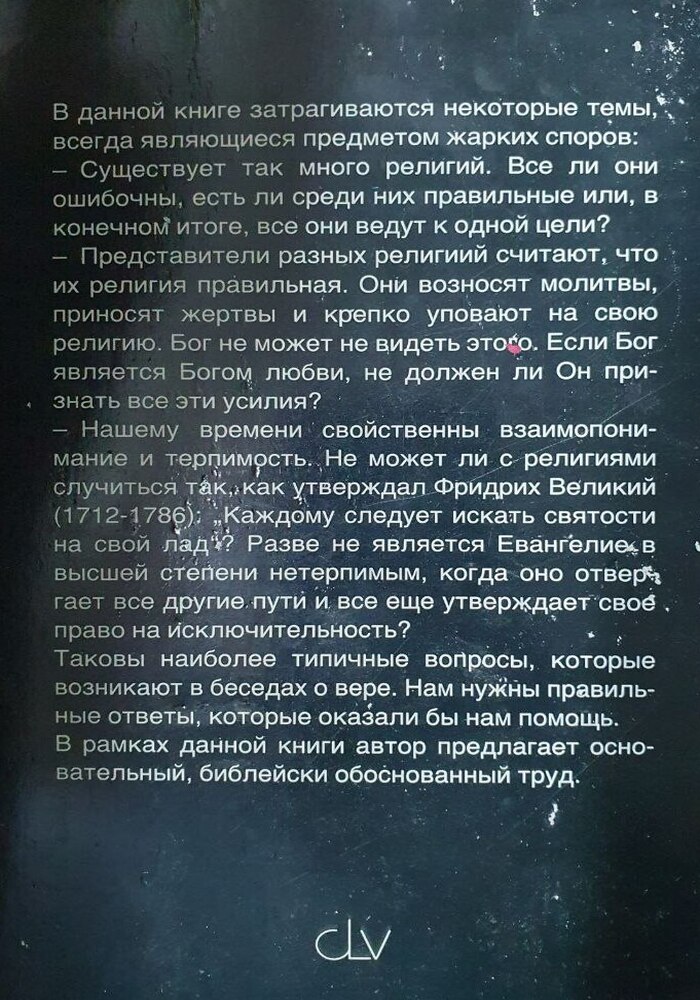 В данной книге затрагиваются некоторые темы,
всегда являющиеся предметом жарких споров:
– Существует так много религий. Все ли они
ошибочны, есть ли среди них правильные или, в
конечном итоге, все они ведут к одной цели?
– Представители разных религиий считают, что
их религия правильная. Они возносят молитвы,
приносят жертвы и крепко уповают на свою
религию. Бог не может не видеть этого. Если Бог
является Богом любви, не должен ли Он при-
знать все эти усилия?
– Нашему времени свойственны взаимопони-
мание и терпимость. Не может ли с религиями
случиться так, как утверждал Фридрих Великий
(1712-1786): „Каждому следует искать святости
на свой лад"? Разве не является Евангелие в
высшей степени нетерпимым, когда оно отвер-
гает все другие пути и все еще утверждает свое
право на исключительность?
Таковы наиболее типичные вопросы, которые
возникают в беседах о вере. Нам нужны правиль-
ные ответы, которые оказали бы нам помощь.
В рамках данной книги автор предлагает осно-
вательный, библейски обоснованный труд.
CLV